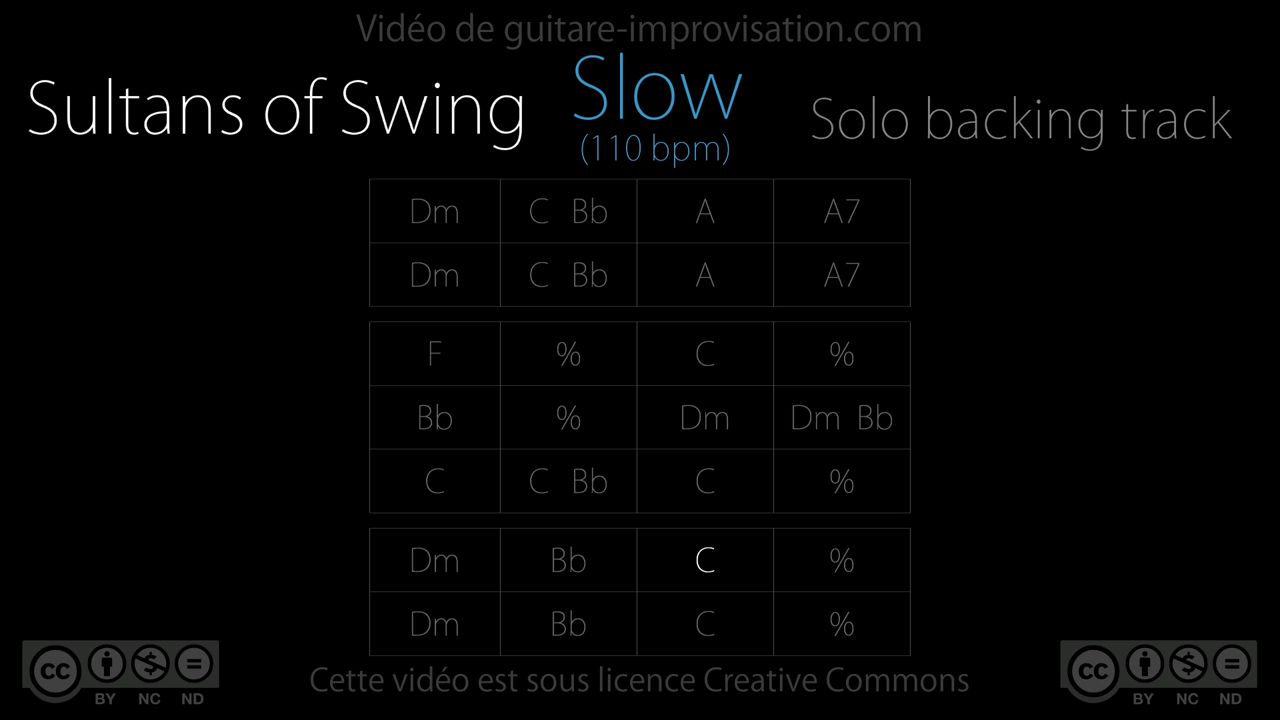 Vidéo de guitare-improvisation.com
Sultans of Swing
Slow
(110 bpm)
Solo backing track
Dm C Bb A A7
Dm C Bb A A7
F % C %
Bb % Dm Dm Bb
C C Bb C %
Dm Bb C %
Dm Bb C %
cc BY NC ND
Cette vidéo est sous licence Creative Commons
cc BY NC ND